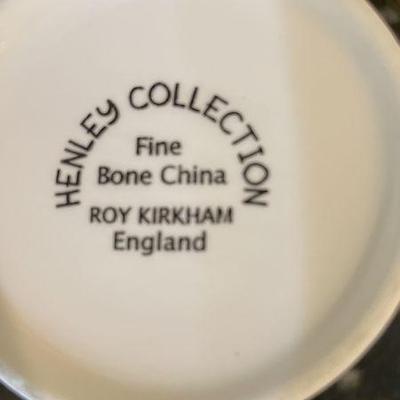 HENLEY COLLECTION
Fine
Bone China
ROY KIRKHAM
England